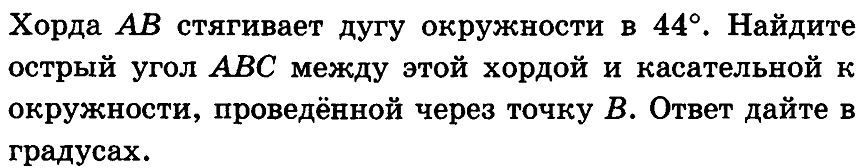 Хорда AB стягивает дугу окружности в 44°. Найдите
острый угол ABC между этой хордой и касательной к
окружности, проведённой через точку B. Ответ дайте в
градусах.